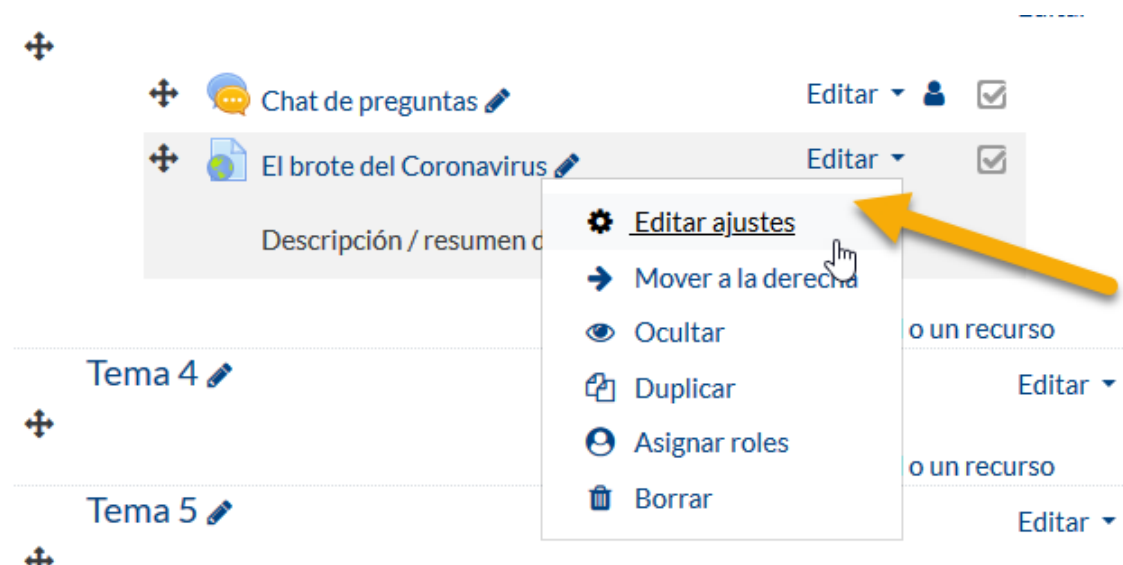 Chat de preguntas Editar
El brote del Coronavirus Editar
Editar ajustes
Descripción / resumen d
Mover a la derecha
Ocultar
o un recurso
Tema 4 Editar
Duplicar
Asignar roles
o un recurso
Borrar
Tema 5 Editar